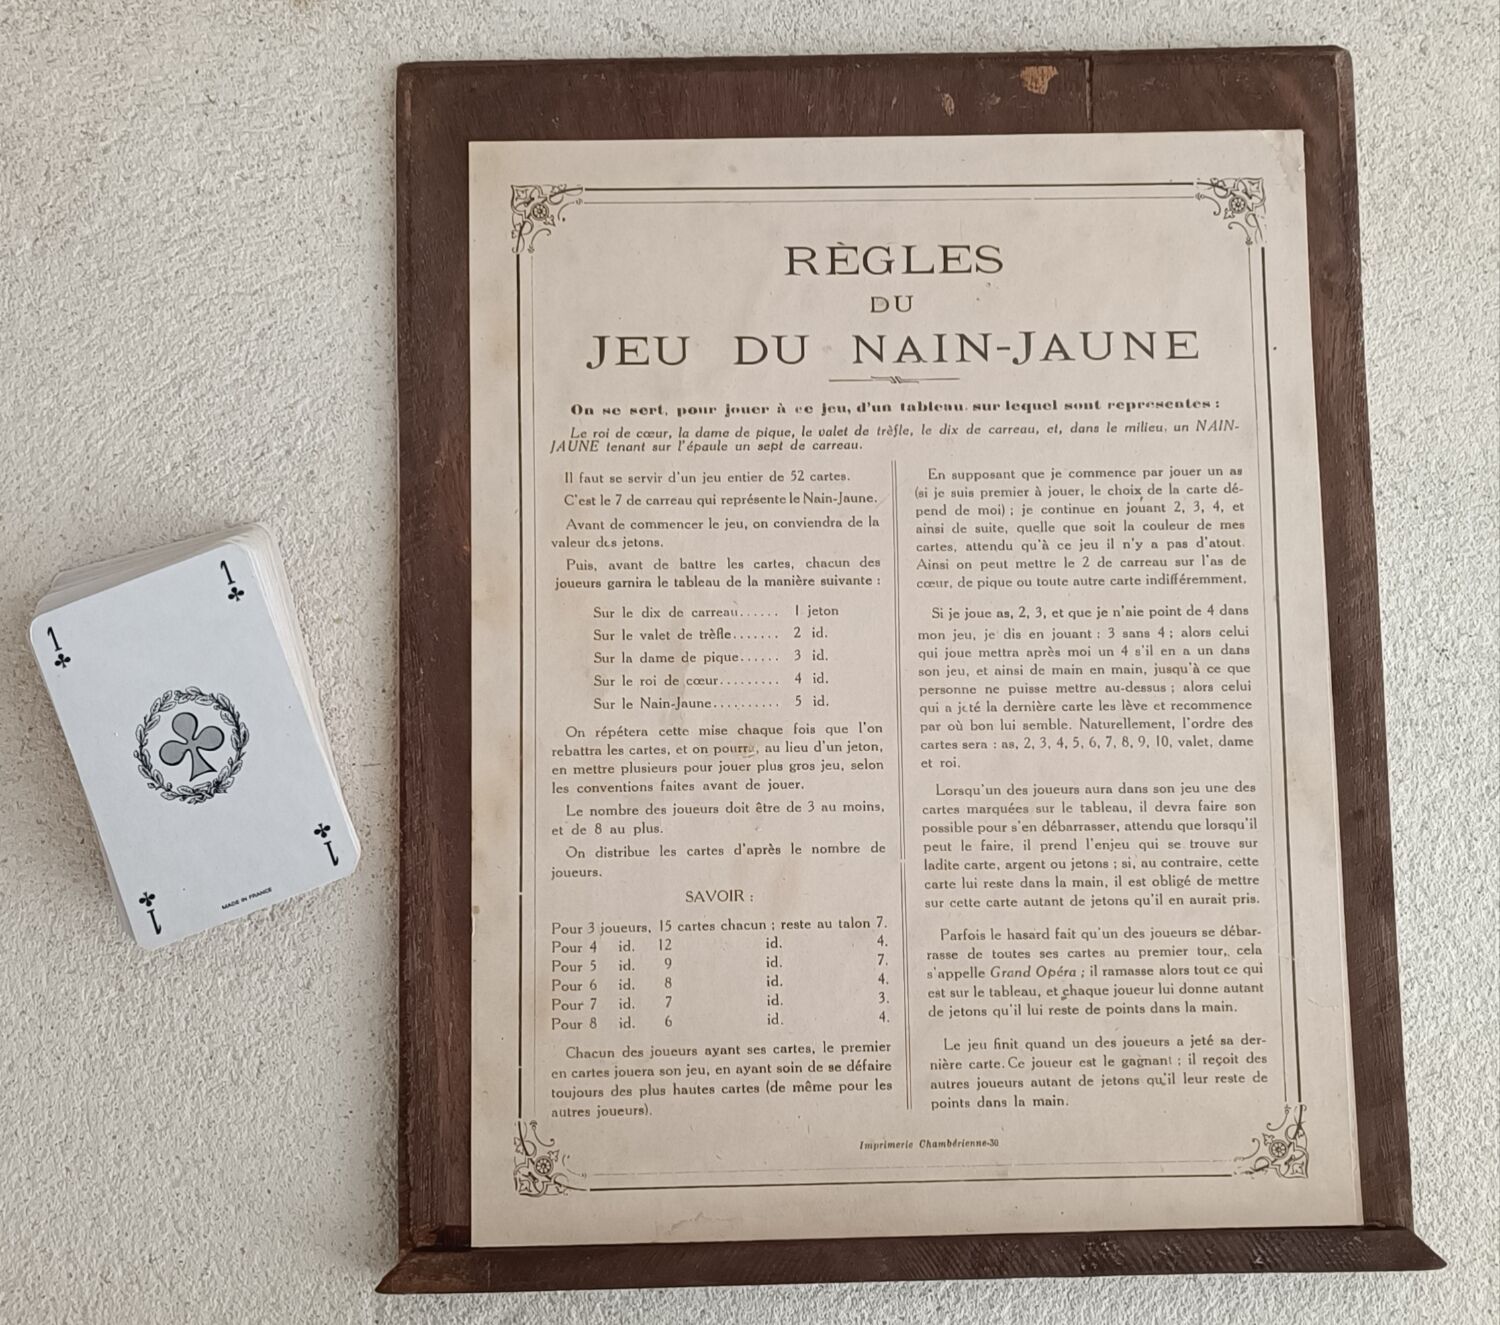 RÈGLES
DU
JEU DU NAIN-JAUNE
On se sert, pour jouer à ce jeu, d'un tableau sur lequel sont representes :
Le roi de cœur, la dame de pique, le valet de trèfle, le dix de carreau, et, dans le milieu, un NAIN-
JAUNE tenant sur l'épaule un sept de carreau.
Il faut se servir d'un jeu entier de 52 cartes.
C'est le 7 de carreau qui représente le Nain-Jaune.
Avant de commencer le jeu, on conviendra de la
valeur des jetons.
Puis, avant de battre les cartes, chacun des
joueurs garnira le tableau de la manière suivante :
Sur le dix de carreau...... 1 jeton
Sur le valet de trèfle....... 2 id.
Sur la dame de pique...... 3 id.
Sur le roi de cœur......... 4 id.
Sur le Nain-Jaune.......... 5 id.
On répétera cette mise chaque fois que l'on
rebattra les cartes, et on pourra, au lieu d'un jeton,
en mettre plusieurs pour jouer plus gros jeu, selon
les conventions faites avant de jouer.
Le nombre des joueurs doit être de 3 au moins,
et de 8 au plus.
On distribue les cartes d'après le nombre de
joueurs.
SAVOIR :
Pour 3 joueurs, 15 cartes chacun ; reste au talon 7.
Pour 4 id. 12 id. 4.
Pour 5 id. 9 id. 7.
Pour 6 id. 8 id. 4.
Pour 7 id. 7 id. 3.
Pour 8 id. 6 id. 4.
Chacun des joueurs ayant ses cartes, le premier
en cartes jouera son jeu, en ayant soin de se défaire
toujours des plus hautes cartes (de même pour les
autres joueurs).
En supposant que je commence par jouer un as
(si je suis premier à jouer, le choix de la carte dé-
pend de moi) ; je continue en jouant 2, 3, 4, et
ainsi de suite, quelle que soit la couleur de mes
cartes, attendu qu'à ce jeu il n'y a pas d'atout.
Ainsi on peut mettre le 2 de carreau sur l'as de
cœur, de pique ou toute autre carte indifféremment.
Si je joue as, 2, 3, et que je n'aie point de 4 dans
mon jeu, je dis en jouant : 3 sans 4 ; alors celui
qui joue mettra après moi un 4 s'il en a un dans
son jeu, et ainsi de main en main, jusqu'à ce que
personne ne puisse mettre au-dessus ; alors celui
qui a jeté la dernière carte les lève et recommence
par où bon lui semble. Naturellement, l'ordre des
cartes sera : as, 2, 3, 4, 5, 6, 7, 8, 9, 10, valet, dame
et roi.
Lorsqu'un des joueurs aura dans son jeu une des
cartes marquées sur le tableau, il devra faire son
possible pour s'en débarrasser, attendu que lorsqu'il
peut le faire, il prend l'enjeu qui se trouve sur
ladite carte, argent ou jetons ; si, au contraire, cette
carte lui reste dans la main, il est obligé de mettre
sur cette carte autant de jetons qu'il en aurait pris.
Parfois le hasard fait qu'un des joueurs se débar-
rasse de toutes ses cartes au premier tour, cela
s'appelle Grand Opéra ; il ramasse alors tout ce qui
est sur le tableau, et chaque joueur lui donne autant
de jetons qu'il lui reste de points dans la main.
Le jeu finit quand un des joueurs a jeté sa der-
nière carte. Ce joueur est le gagnant ; il reçoit des
autres joueurs autant de jetons qu'il leur reste de
points dans la main.
Imprimerie Chambérienne-30
1
1
1
1
MADE IN FRANCE